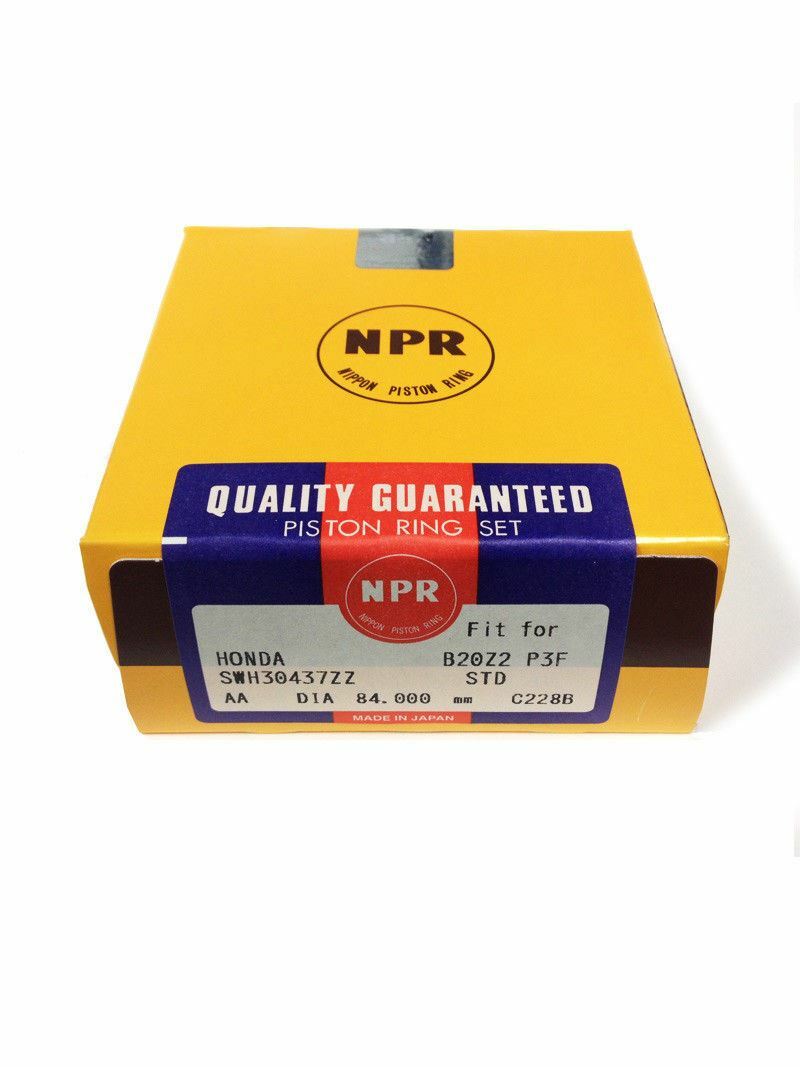 NPR
NIPPON PISTON RING
QUALITY GUARANTEED
PISTON RING SET
NPR
NIPPON PISTON RING
Fit for
HONDA B20Z2 P3F
SWH30437ZZ STD
AA DIA 84.000 mm C228B
MADE IN JAPAN